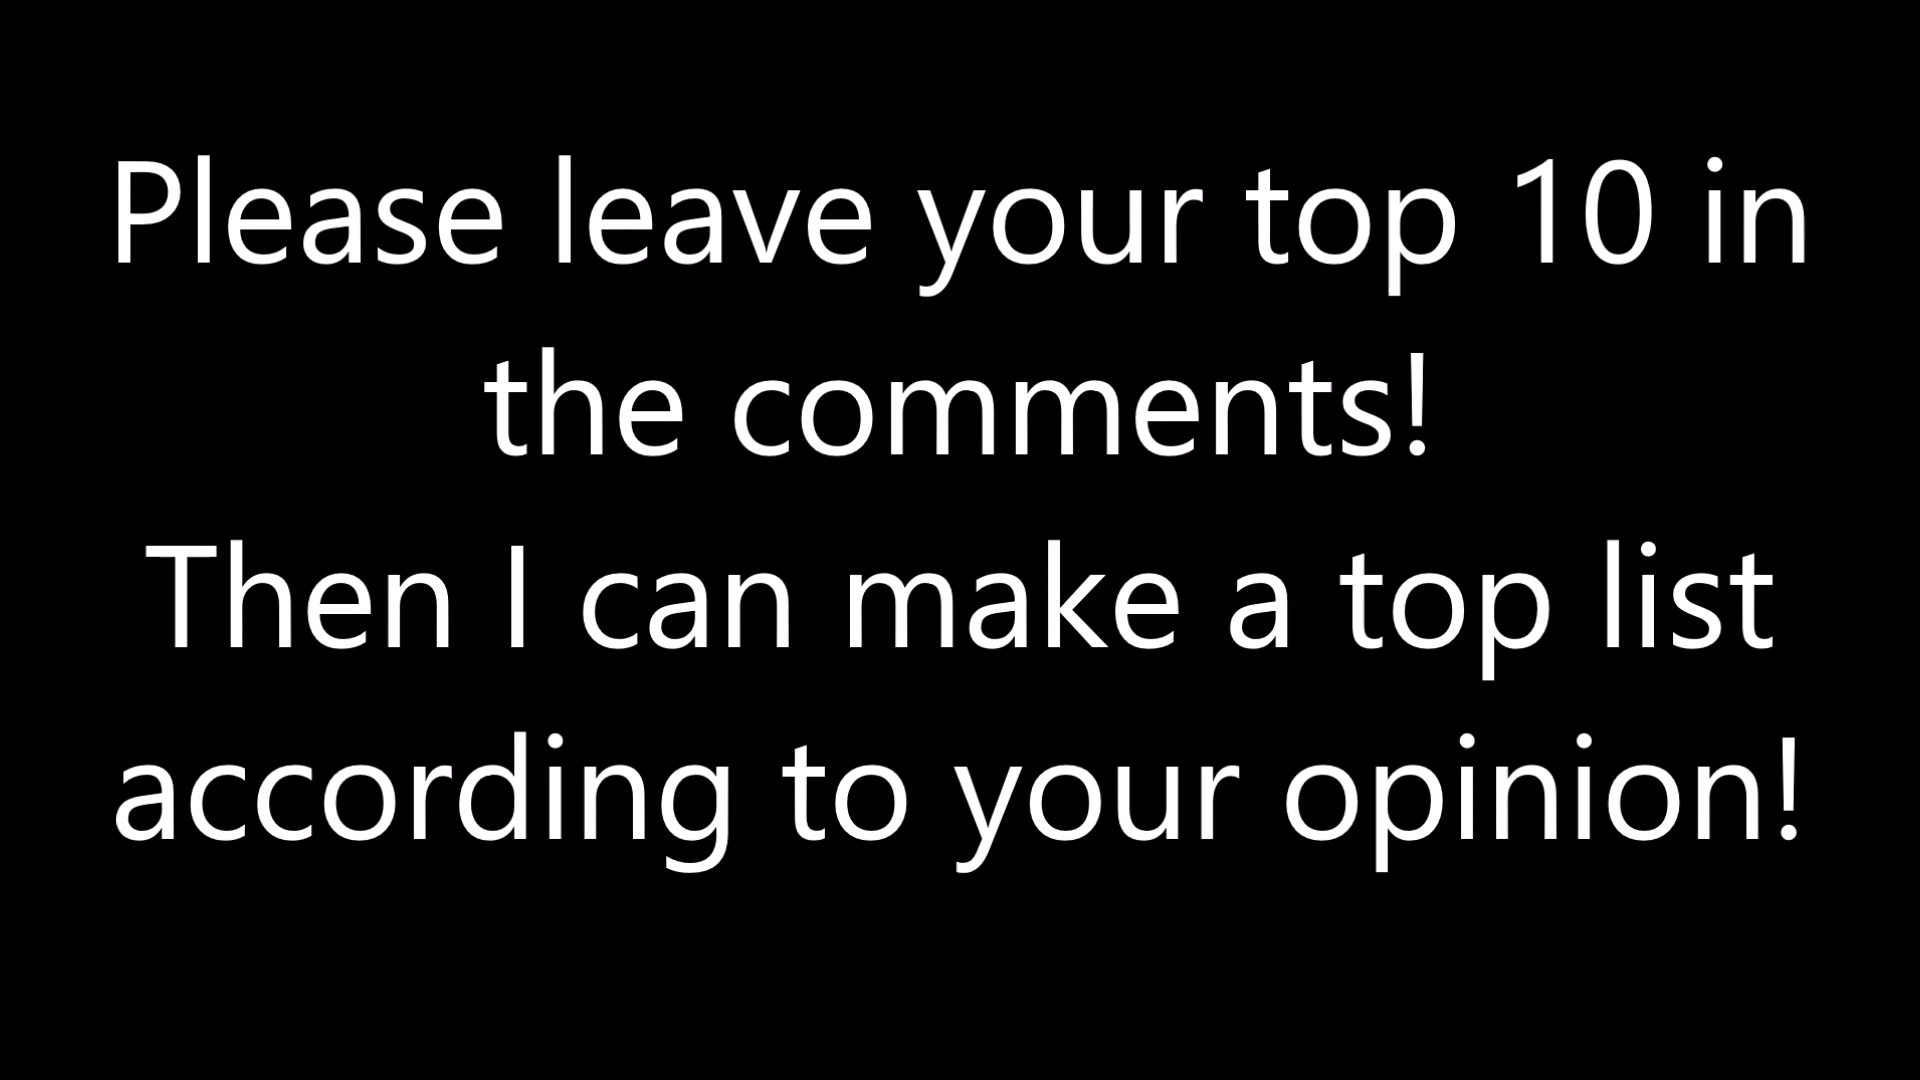 Please leave your top 10 in
the comments!
Then I can make a top list
according to your opinion!